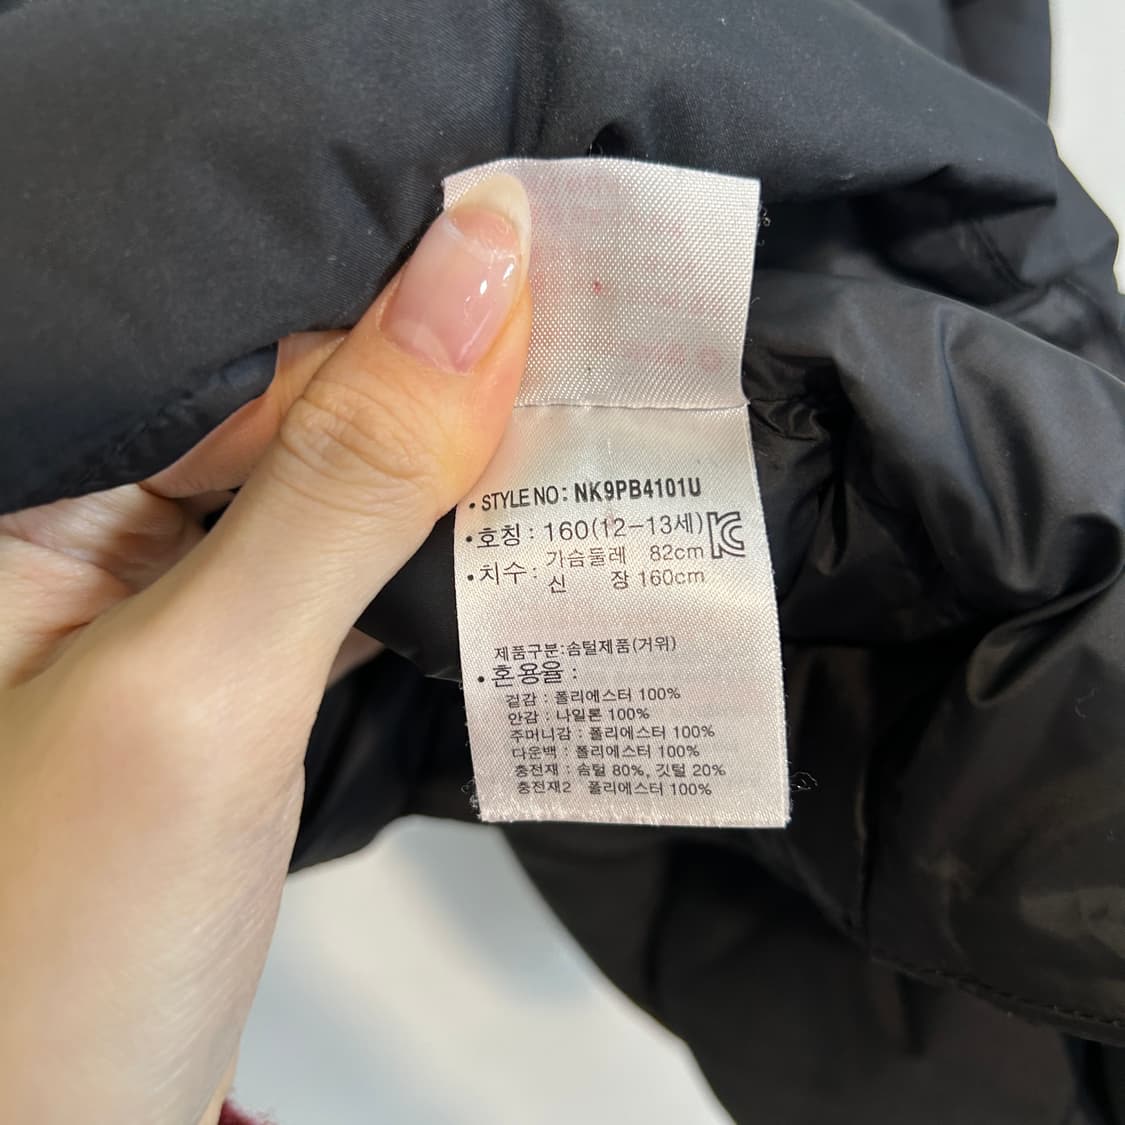 • STYLE NO: NK9PB4101U
• 호칭 : 160(12-13세)
• 치수 : 가슴둘레 82cm
신 장 160cm
제품구분:솜털제품(거위)
• 혼용율 :
겉감 : 폴리에스터 100%
안감 : 나일론 100%
주머니감 : 폴리에스터 100%
다운백 : 폴리에스터 100%
충전재 : 솜털 80%, 깃털 20%
충전재2 폴리에스터 100%